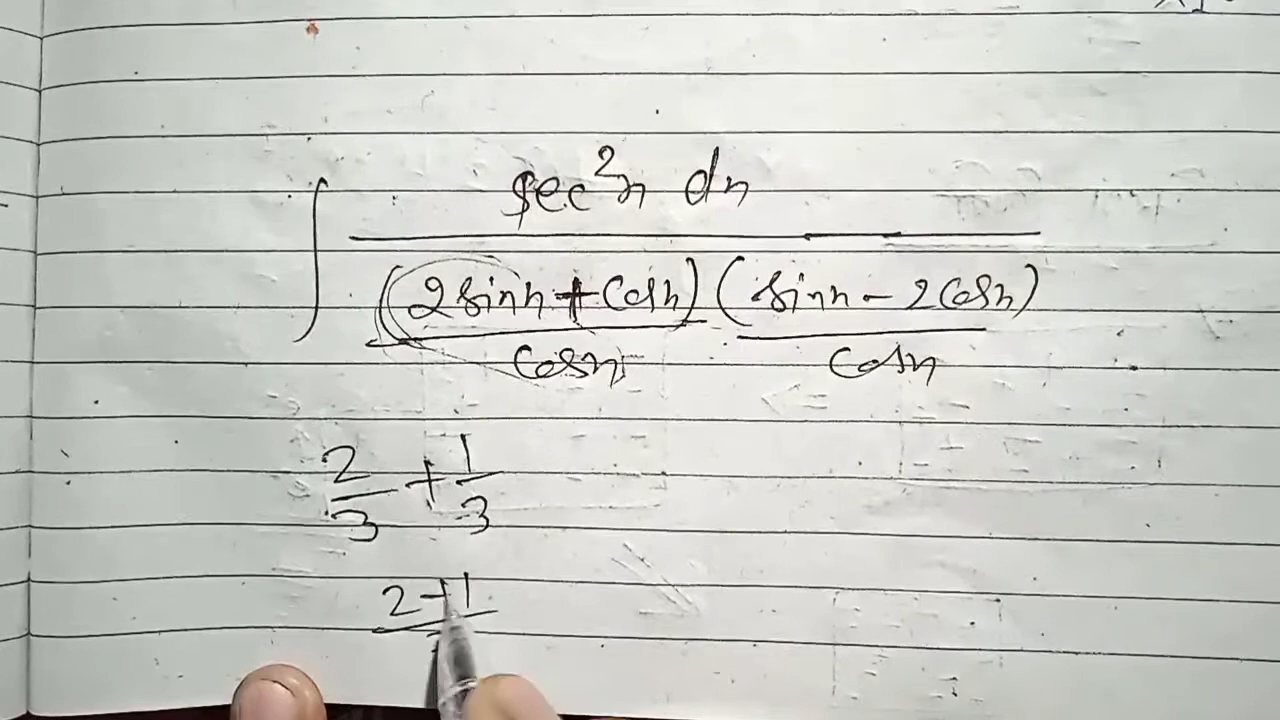 ∫ sec²x dx
(2sinx + cosx) (sinx - 2cosx)
cosx cosx
2/3 + 1/3
2+1